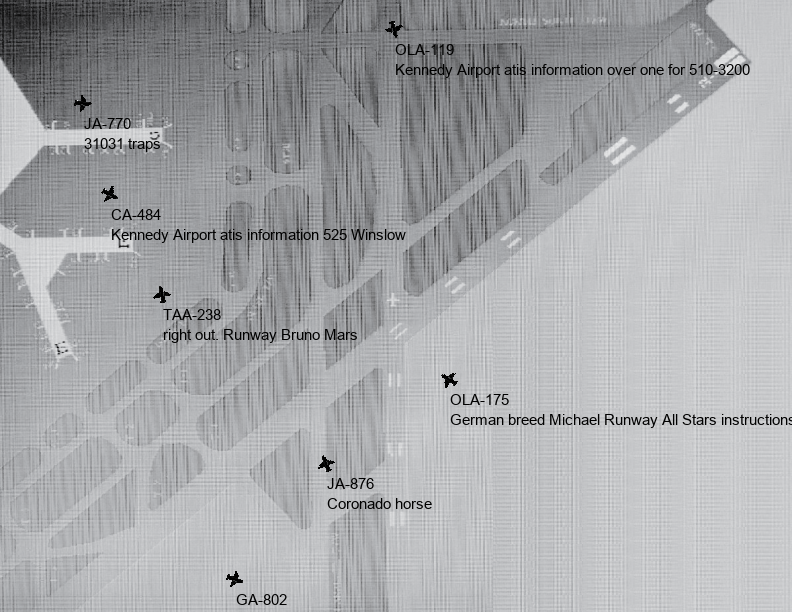 OLA-119
Kennedy Airport atis information over one for 510-3200
JA-770
31031 traps
CA-484
Kennedy Airport atis information 525 Winslow
TAA-238
right out. Runway Bruno Mars
OLA-175
German breed Michael Runway All Stars instructions
JA-876
Coronado horse
GA-802